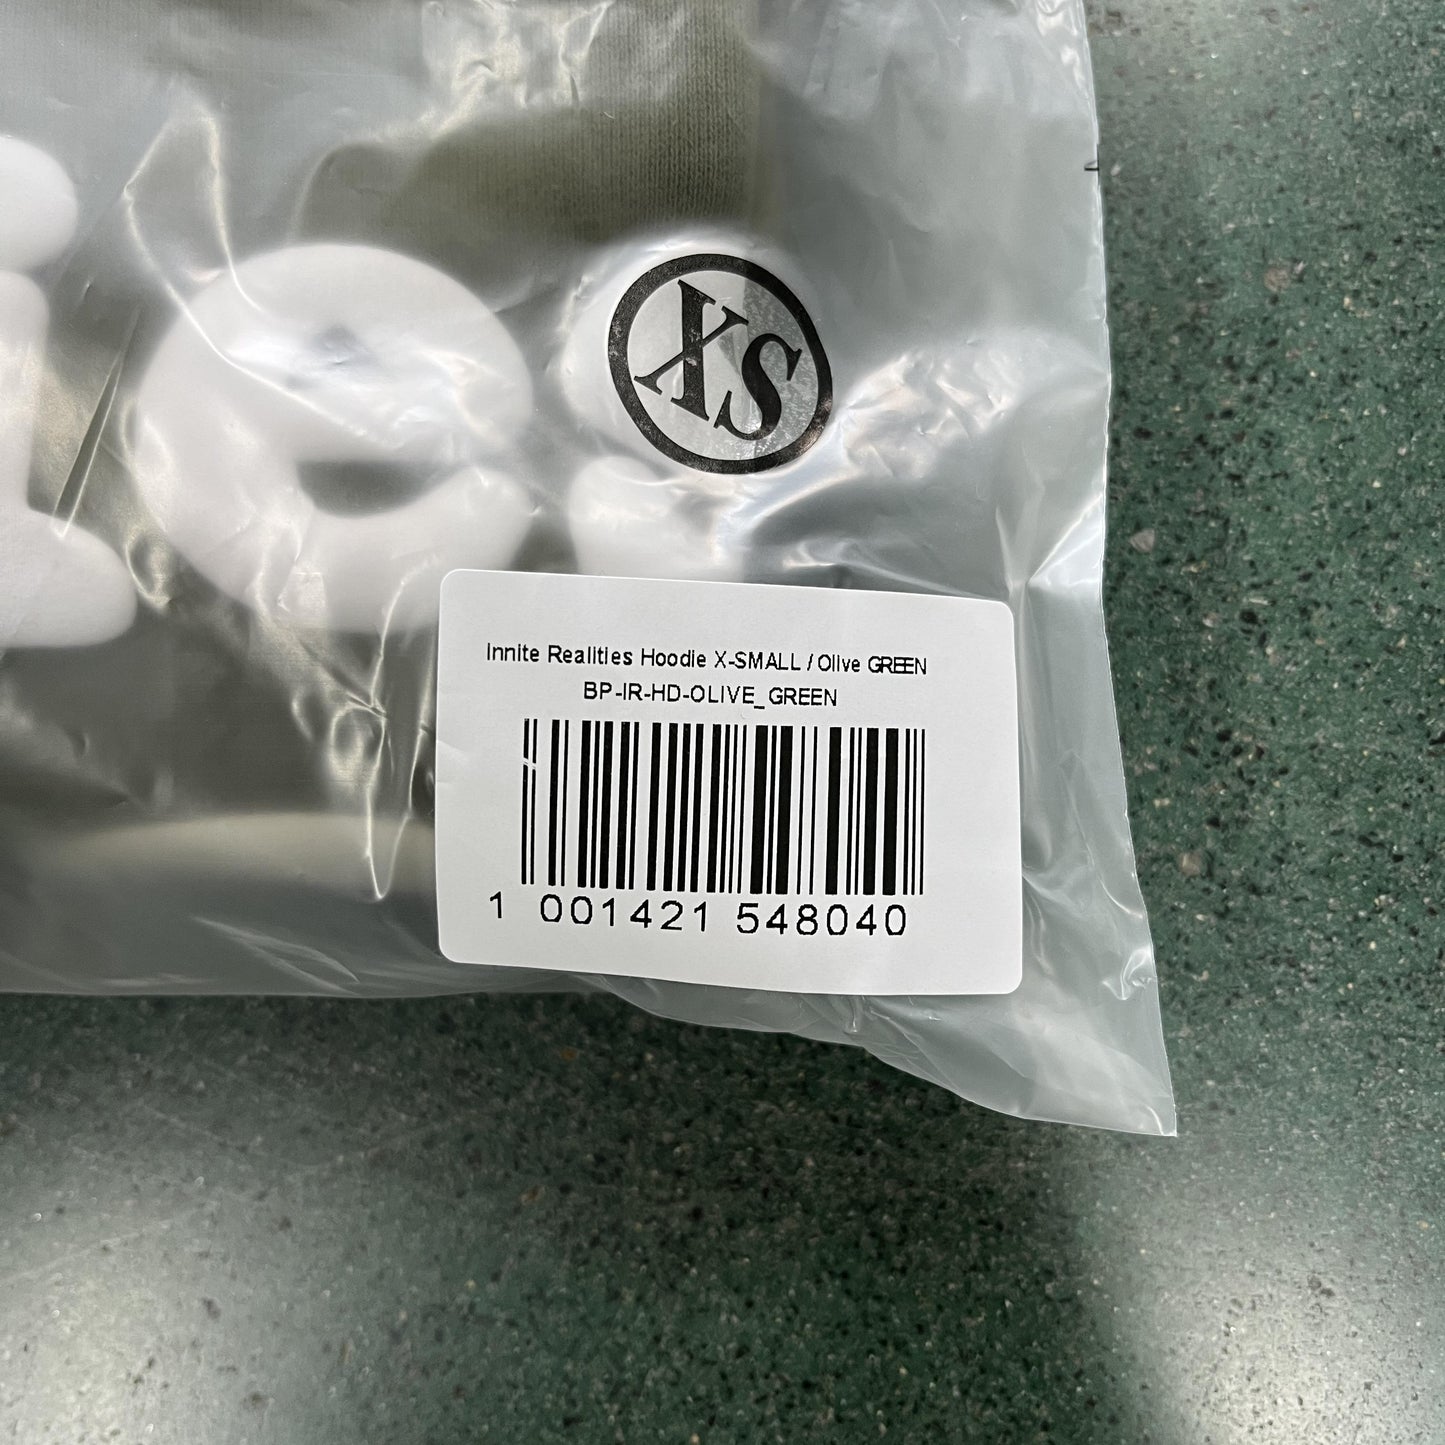 XS
Innite Realities Hoodie X-SMALL / Olive GREEN
BP-IR-HD-OLIVE_GREEN
1 001421 548040